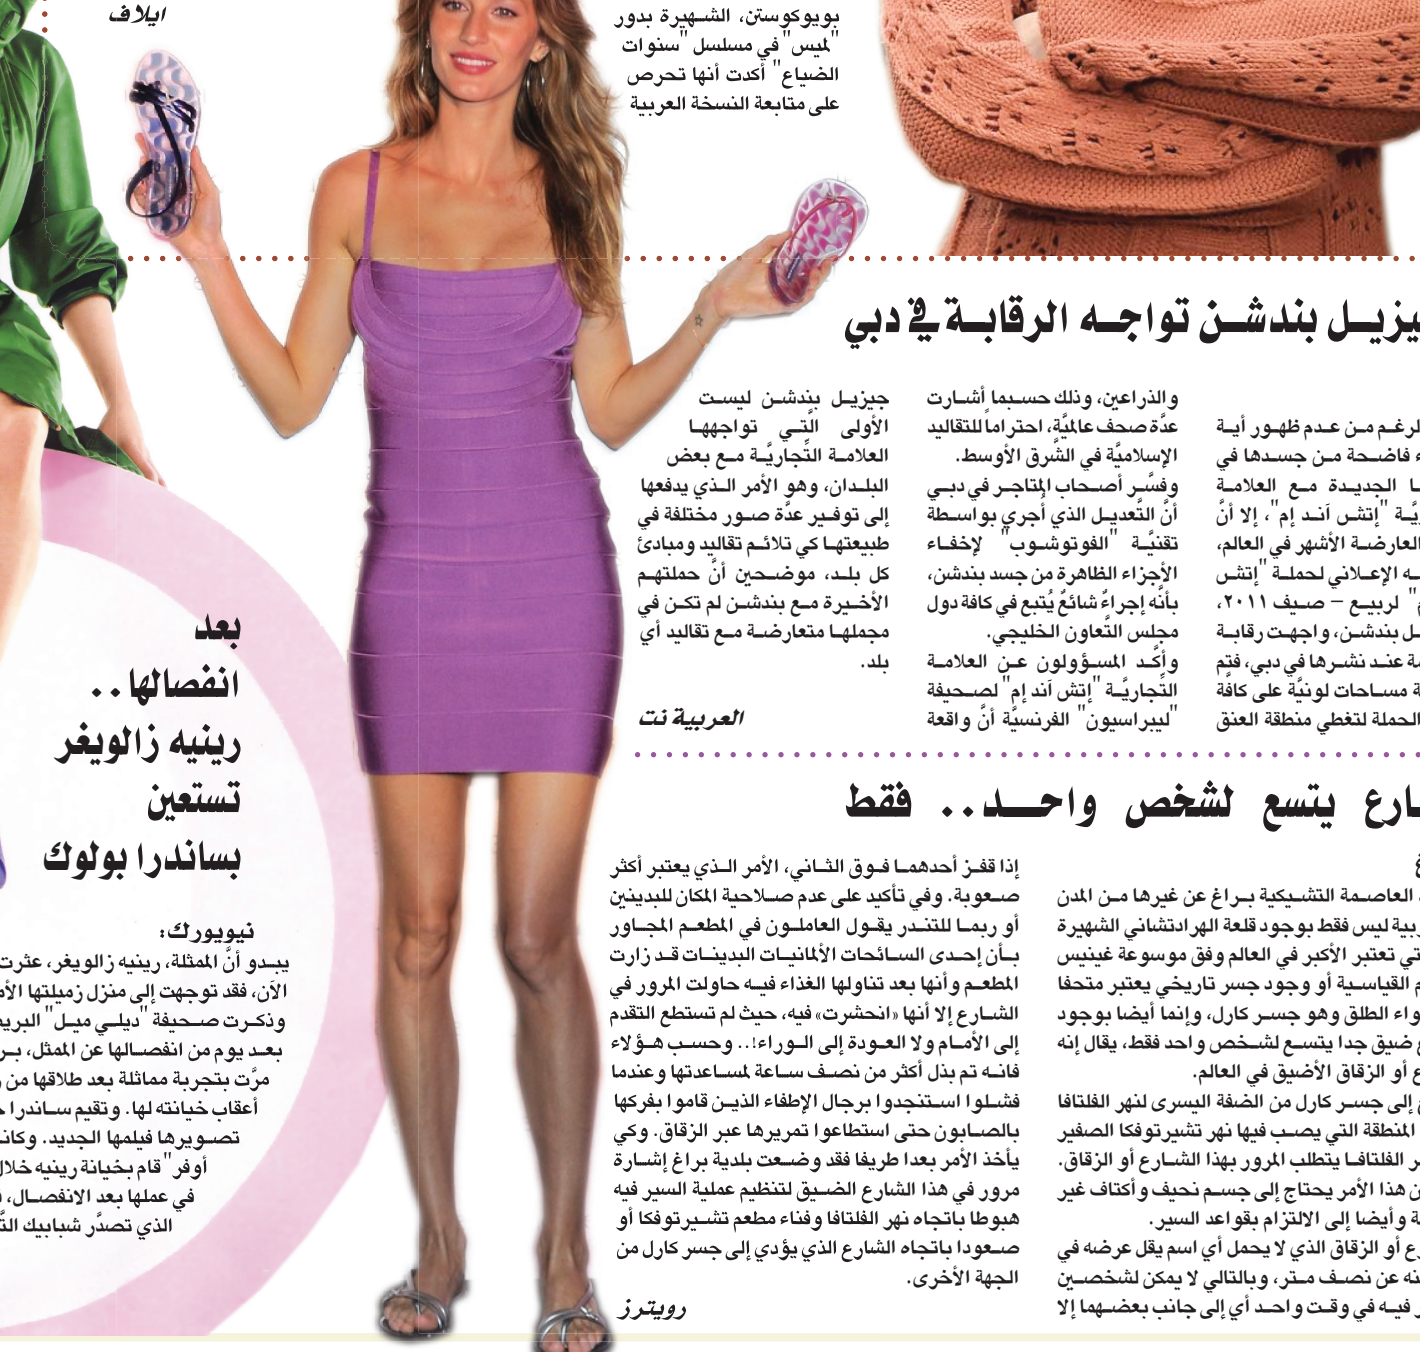 ايلاف
بويوكوستن، الشهيرة بدور
"لميس" في مسلسل "سنوات
الضياع" أكدت أنها تحرص
على متابعة النسخة العربية
يزيل بندشن تواجه الرقابة في دبي
لرغم من عدم ظهور أية
ء فاضحة من جسدها في
ـا الجديدة مع العلامة
ـيَّة "إتش آند إم"، إلا أنَّ
العارضة الأشهر في العالم،
ـه الإعلاني لحملة "إتش
" لربيع – صيف ٢٠١١،
ـل بندشن، واجهت رقابة
ـة عند نشرها في دبي، فتم
ـة مساحات لونيَّة على كافة
الحملة لتغطي منطقة العنق
والذراعين، وذلك حسبما أشارت
عدَّة صحف عالميَّة، احتراماً للتقاليد
الإسلاميَّة في الشَّرق الأوسط.
وفسَّر أصحاب المتاجر في دبي
أنَّ التَّعديل الذي أُجري بواسطة
تقنيَّة "الفوتوشوب" لإخفاء
الأجزاء الظاهرة من جسد بندشن،
بأنَّه إجراءٌ شائعٌ يُتبع في كافة دول
مجلس التَّعاون الخليجي.
وأكَّد المسؤولون عن العلامة
التِّجاريَّة "إتش آند إم" لصحيفة
"ليبراسيون" الفرنسيَّة أنَّ واقعة
جيزيل بندشن ليست
الأولى التَّي تواجهها
العلامة التِّجاريَّة مع بعض
البلدان، وهو الأمر الذي يدفعها
إلى توفير عدَّة صور مختلفة في
طبيعتها كي تلائم تقاليد ومبادئ
كل بلد، موضحين أنَّ حملتهم
الأخيرة مع بندشن لم تكن في
مجملها متعارضة مع تقاليد أي
بلد.
العربية نت
ـارع يتسع لشخص واحد.. فقط
العاصمة التشيكية براغ عن غيرها من المدن
ربية ليس فقط بوجود قلعة الهرادتشاني الشهيرة
تي تعتبر الأكبر في العالم وفق موسوعة غينيس
م القياسية أو وجود جسر تاريخي يعتبر متحفا
واء الطلق وهو جسر كارل، وإنما أيضا بوجود
ع ضيق جدا يتسع لشخص واحد فقط، يقال إنه
ع أو الزقاق الأضيق في العالم.
ع إلى جسر كارل من الضفة اليسرى لنهر الفلتافا
المنطقة التي يصب فيها نهر تشيرتوفكا الصفير
ر الفلتافا يتطلب المرور بهذا الشارع أو الزقاق.
ن هذا الأمر يحتاج إلى جسم نحيف وأكتاف غير
ة وأيضا إلى الالتزام بقواعد السير.
رع أو الزقاق الذي لا يحمل أي اسم يقل عرضه في
نه عن نصف متر، وبالتالي لا يمكن لشخصين
ر فيه في وقت واحد أي إلى جانب بعضهما إلا
إذا قفز أحدهما فوق الثاني، الأمر الذي يعتبر أكثر
صعوبة. وفي تأكيد على عدم صلاحية المكان للبدينين
أو ربما للتندر يقول العاملون في المطعم المجاور
بأن إحدى السائحات الألمانيات البدينات قد زارت
المطعم وأنها بعد تناولها الغذاء فيه حاولت المرور في
الشارع إلا أنها «انحشرت» فيه، حيث لم تستطع التقدم
إلى الأمام ولا العودة إلى الوراء!.. وحسب هؤلاء
فانه تم بذل أكثر من نصف ساعة لمساعدتها وعندما
فشلوا استنجدوا برجال الإطفاء الذين قاموا بفركها
بالصابون حتى استطاعوا تمريرها عبر الزقاق. وكي
يأخذ الأمر بعدا طريفا فقد وضعت بلدية براغ إشارة
مرور في هذا الشارع الضيق لتنظيم عملية السير فيه
هبوطا باتجاه نهر الفلتافا وفناء مطعم تشيرتوفكا أو
صعودا باتجاه الشارع الذي يؤدي إلى جسر كارل من
الجهة الأخرى.
رويترز
بعد
انفصالها..
رينيه زالويغر
تستعين
بساندرا بولوك
نيويورك:
يبدو أنَّ الممثلة، رينيه زالويغر، عثرت
الآن، فقد توجهت إلى منزل زميلتها الأم
وذكرت صحيفة "ديلي ميل" البريـ
بعد يوم من انفصالها عن الممثل، بر
مرَّت بتجربة مماثلة بعد طلاقها من
أعقاب خيانته لها. وتقيم ساندرا
تصويرها فيلمها الجديد. وكانـ
أوفر" قام بخيانة رينيه خلال
في عملها بعد الانفصال،
الذي تصدَّر شبابيك التَّـ